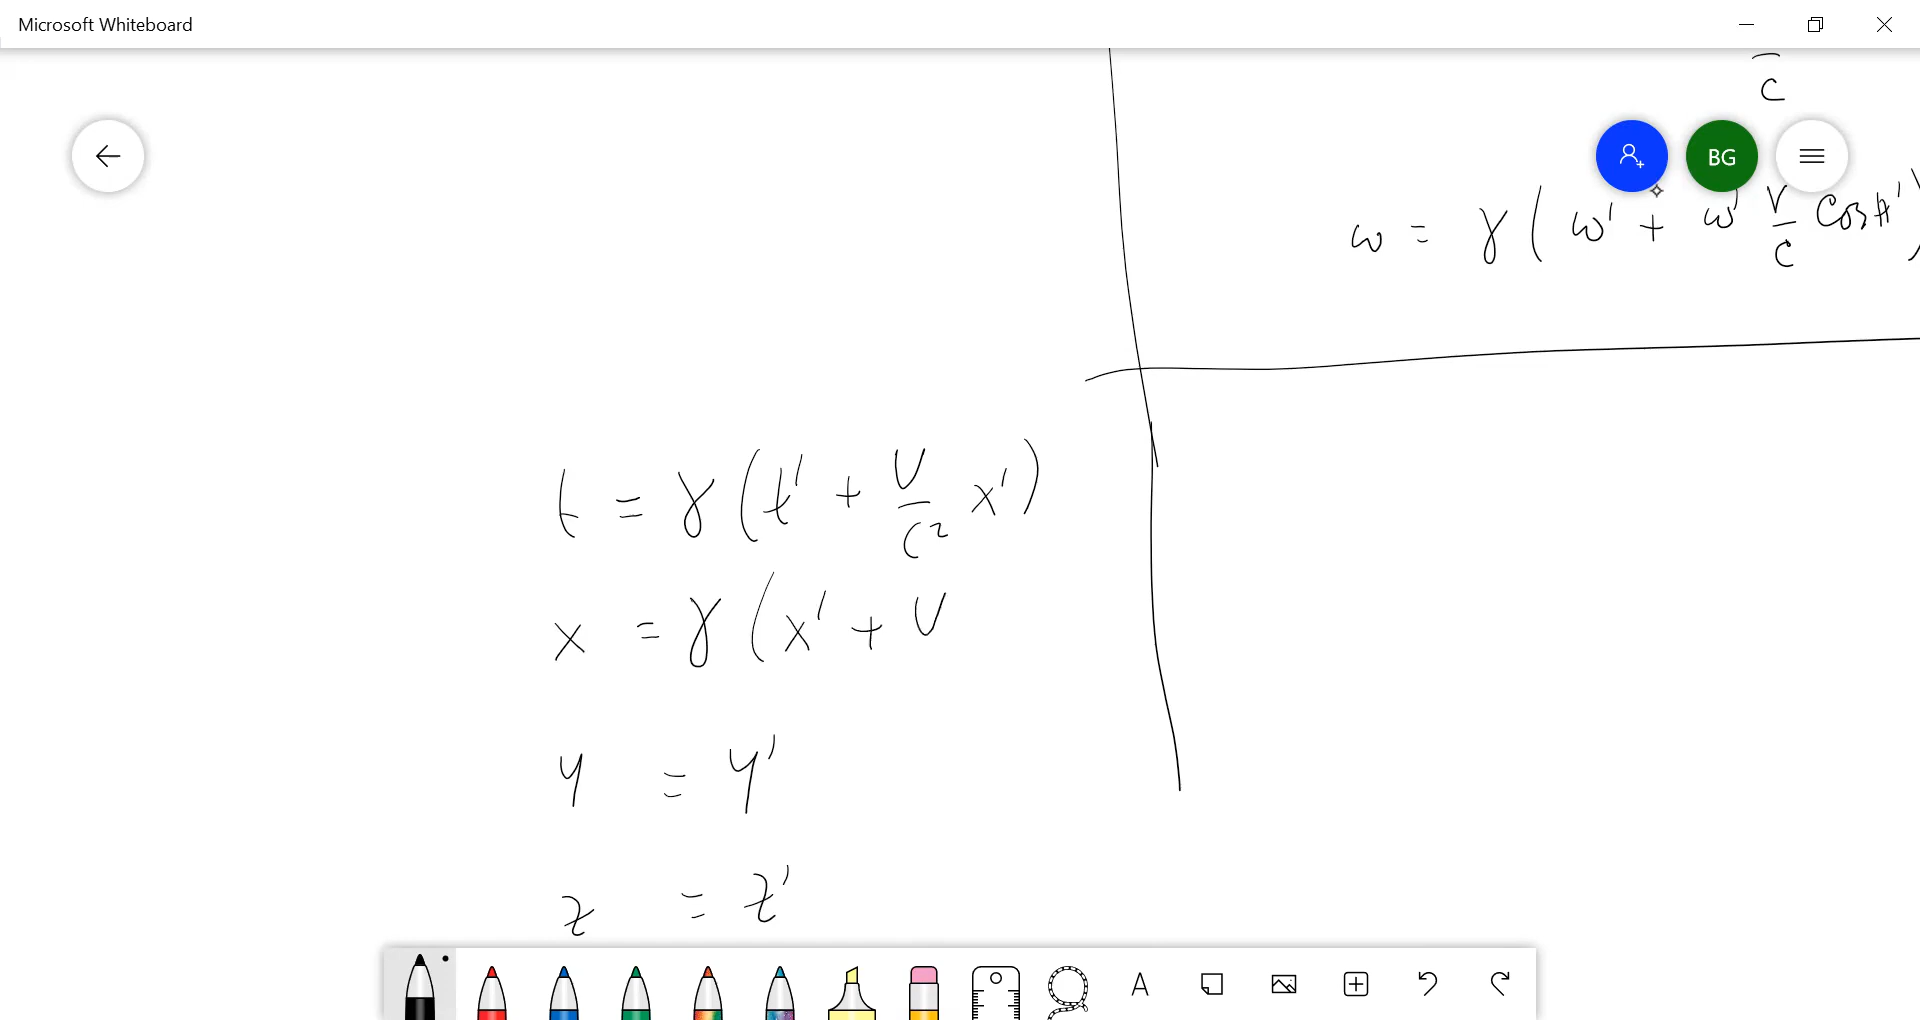 Microsoft Whiteboard
c
BG
ω = γ ( ω' + ω' V/c Cosθ' )
t = γ ( t' + V/c² x' )
x = γ ( x' + V
y = y'
z = z'
A